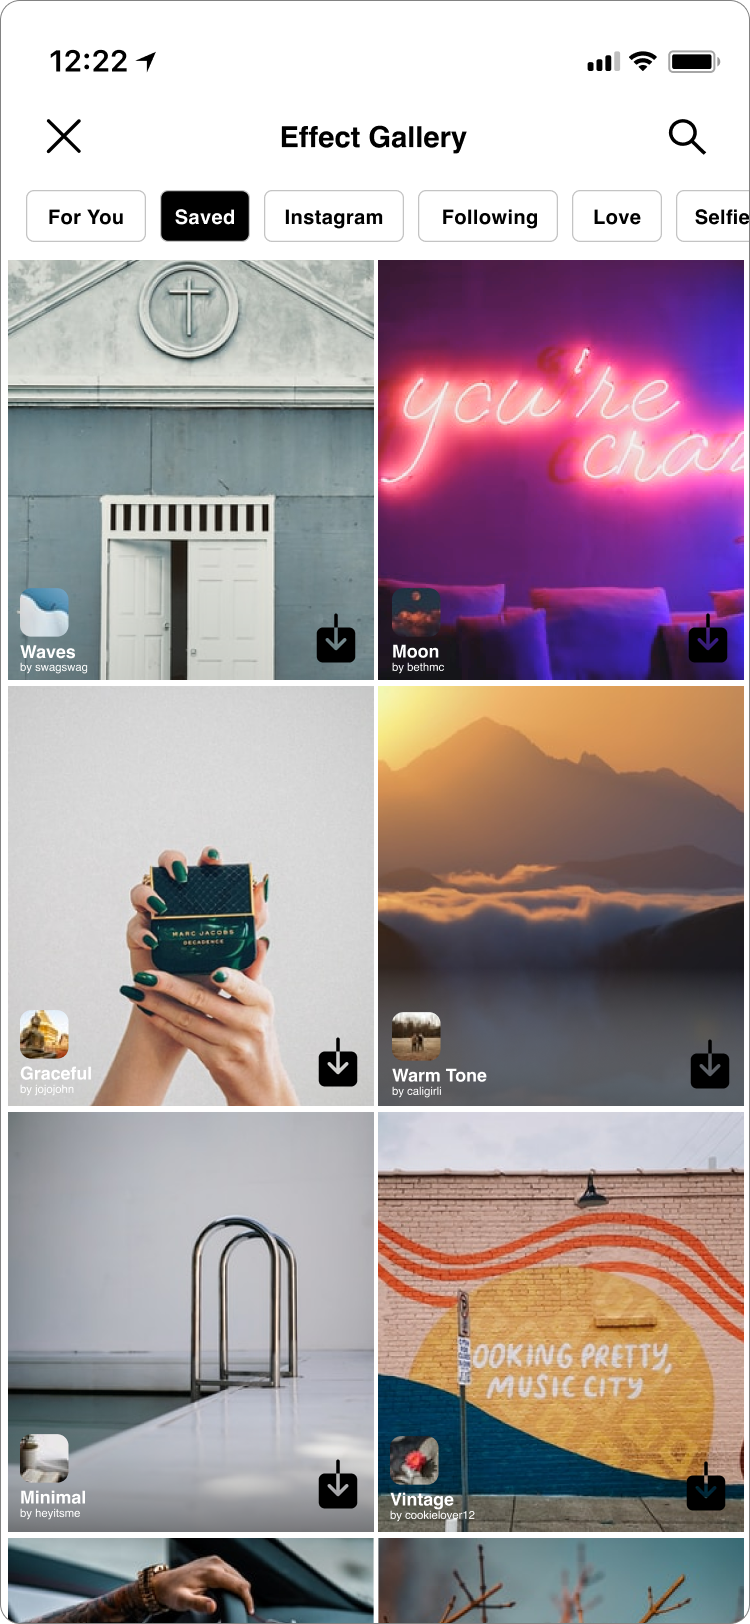 12:22
Effect Gallery
For You
Saved
Instagram
Following
Love
Selfie
you're
Waves
by swagswag
Moon
by bethmc
MARC JACOBS
DECADENCE
Graceful
by jojojohn
Warm Tone
by caligirli
OOKING PRETTY,
MUSIC CITY
Minimal
by heyitsme
Vintage
by cookielover12